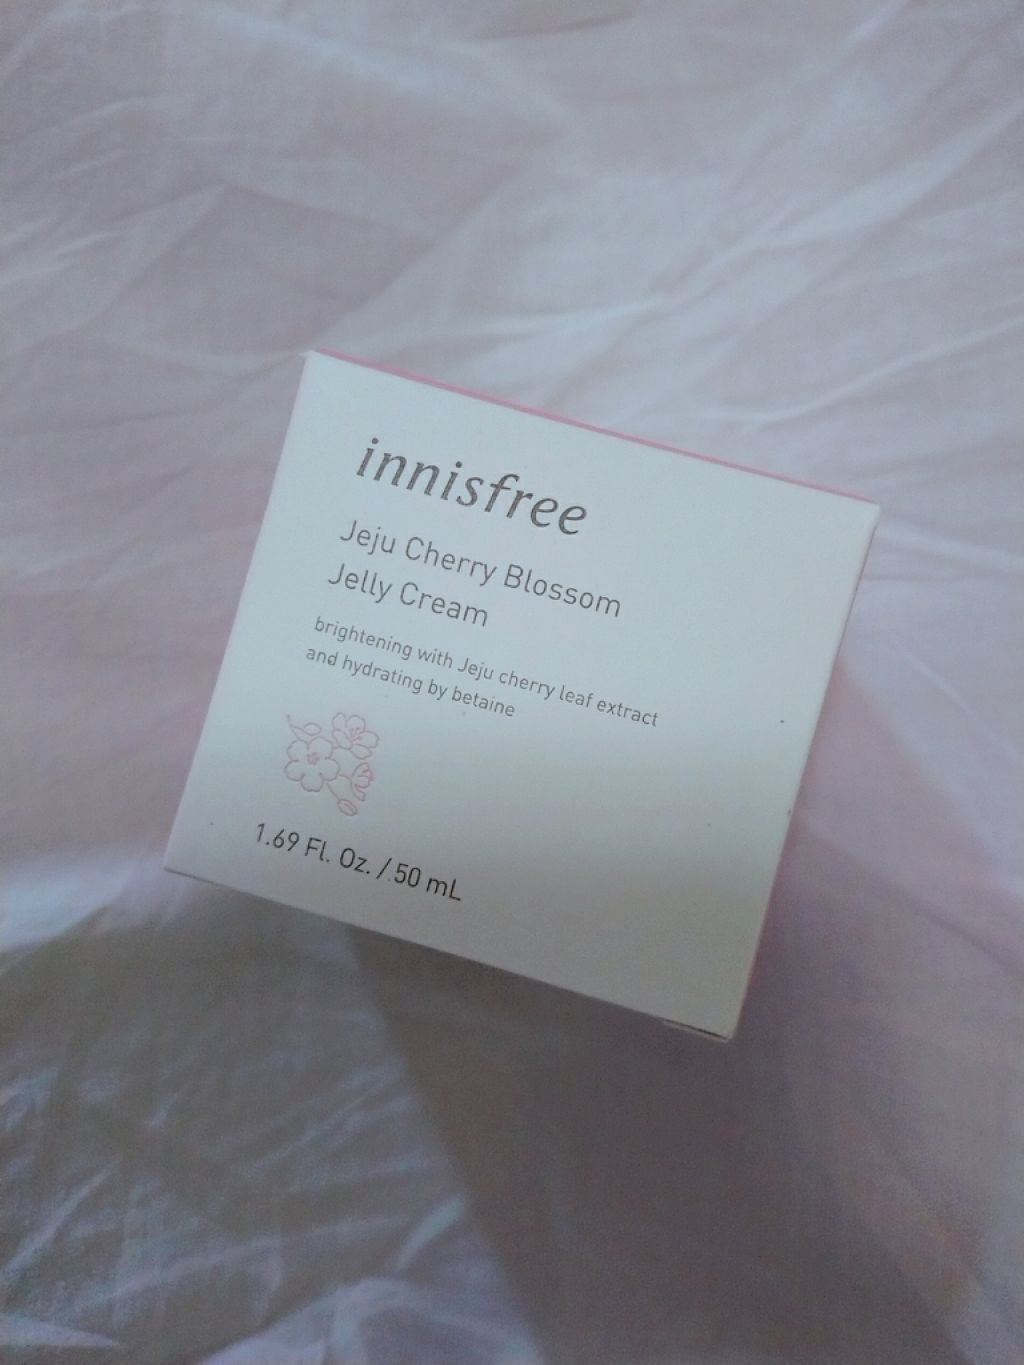 innisfree
Jeju Cherry Blossom
Jelly Cream
brightening with Jeju cherry leaf extract
and hydrating by betaine
1.69 Fl. Oz. / 50 mL